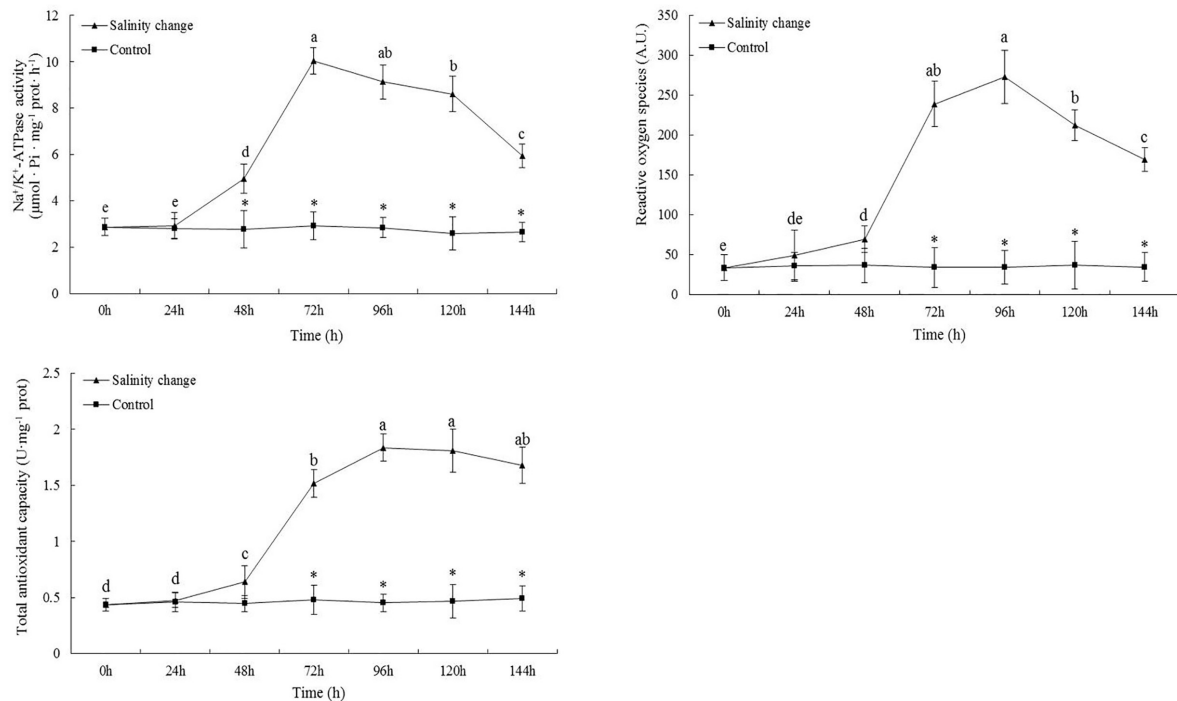 12
10
8
6
4
2
0
Na⁺/K⁺-ATPase activity
(μmol · Pi · mg⁻¹ prot· h⁻¹)
Salinity change
Control
e
e
d
a
ab
b
c
*
*
*
*
*
0h
24h
48h
72h
96h
120h
144h
Time (h)
350
300
250
200
150
100
50
0
Reactive oxygen species (A.U.)
Salinity change
Control
e
de
d
ab
a
b
c
*
*
*
*
0h
24h
48h
72h
96h
120h
144h
Time (h)
2.5
2
1.5
1
0.5
0
Total antioxidant capacity (U·mg⁻¹ prot)
Salinity change
Control
d
d
c
b
a
a
ab
*
*
*
*
0h
24h
48h
72h
96h
120h
144h
Time (h)